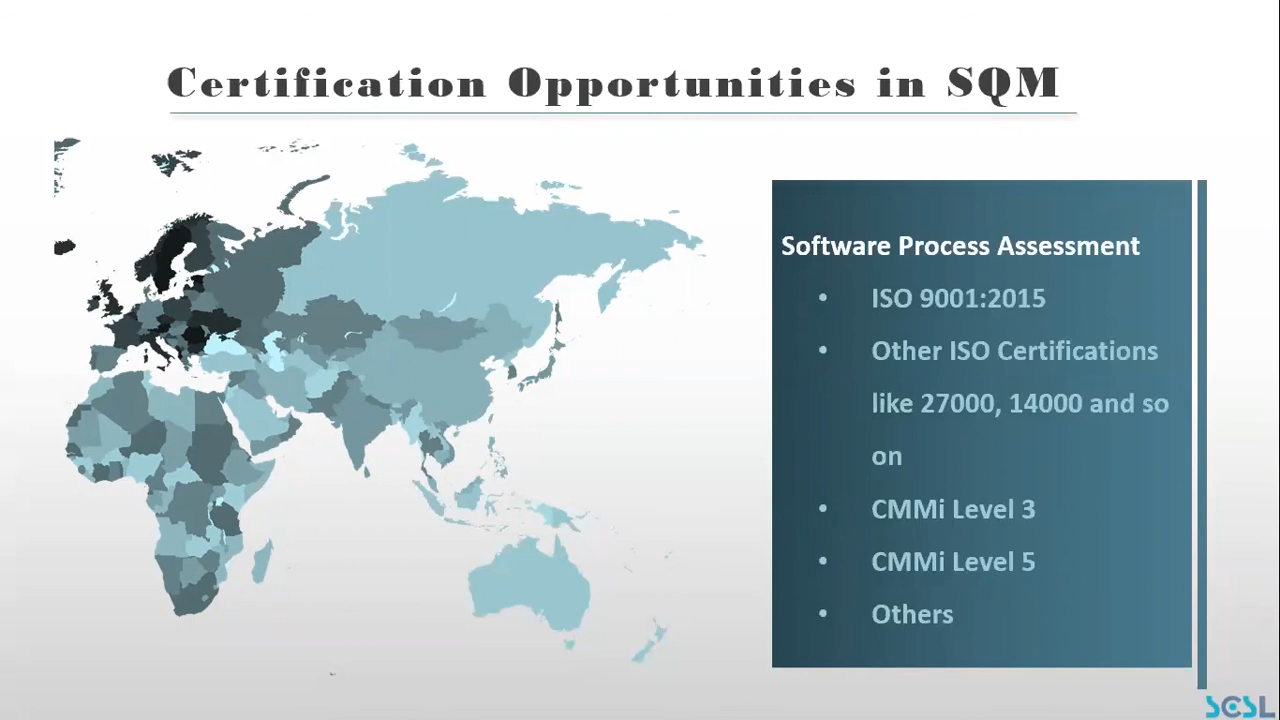 Certification Opportunities in SQM
Software Process Assessment
• ISO 9001:2015
• Other ISO Certifications
like 27000, 14000 and so
on
• CMMi Level 3
• CMMi Level 5
• Others
SCSL